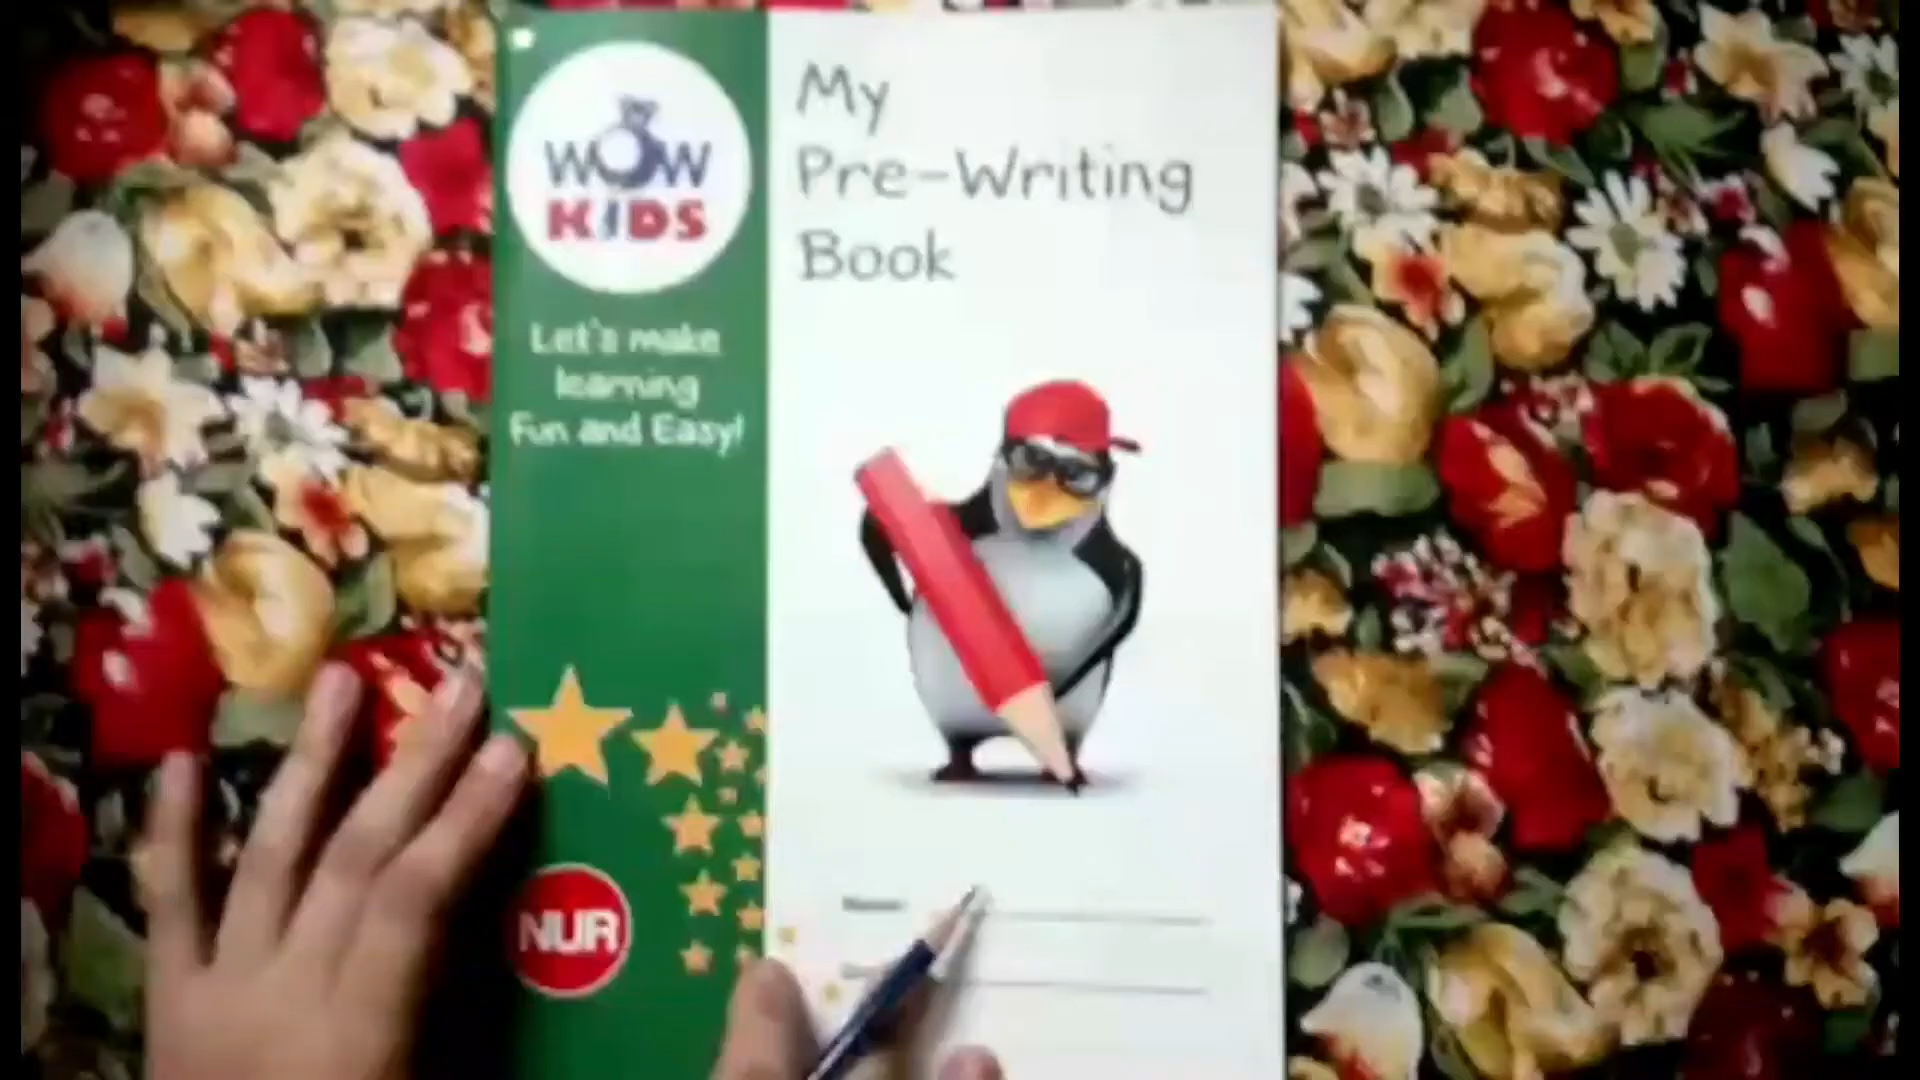 WOW
KIDS
Let's make
learning
Fun and Easy!
NUR
My
Pre-Writing
Book
Name: